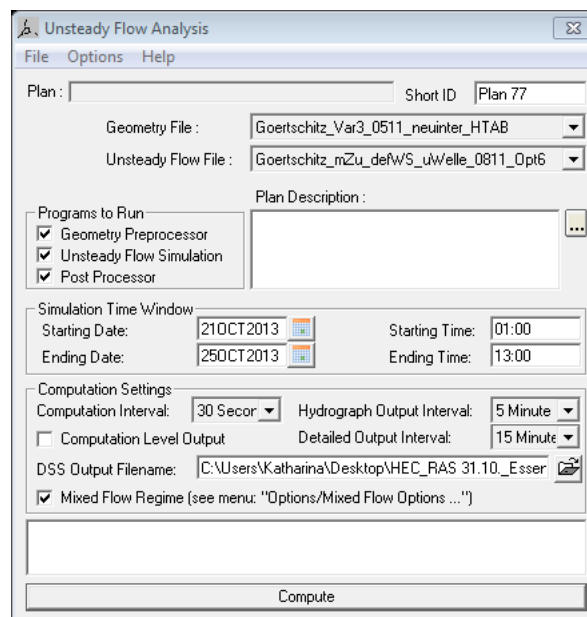 Unsteady Flow Analysis
File Options Help
Plan : Short ID Plan 77
Geometry File : Goertschitz_Var3_0511_neuinter_HTAB
Unsteady Flow File : Goertschitz_mZu_defWS_uWelle_0811_Opt6
Plan Description :
Programs to Run
Geometry Preprocessor
Unsteady Flow Simulation
Post Processor
...
Simulation Time Window
Starting Date: 21OCT2013 Starting Time: 01:00
Ending Date: 25OCT2013 Ending Time: 13:00
Computation Settings
Computation Interval: 30 Secor Hydrograph Output Interval: 5 Minute
Computation Level Output Detailed Output Interval: 15 Minute
DSS Output Filename: C:\Users\Katharina\Desktop\HEC_RAS 31.10._Esser
Mixed Flow Regime (see menu: "Options/Mixed Flow Options ...")
Compute